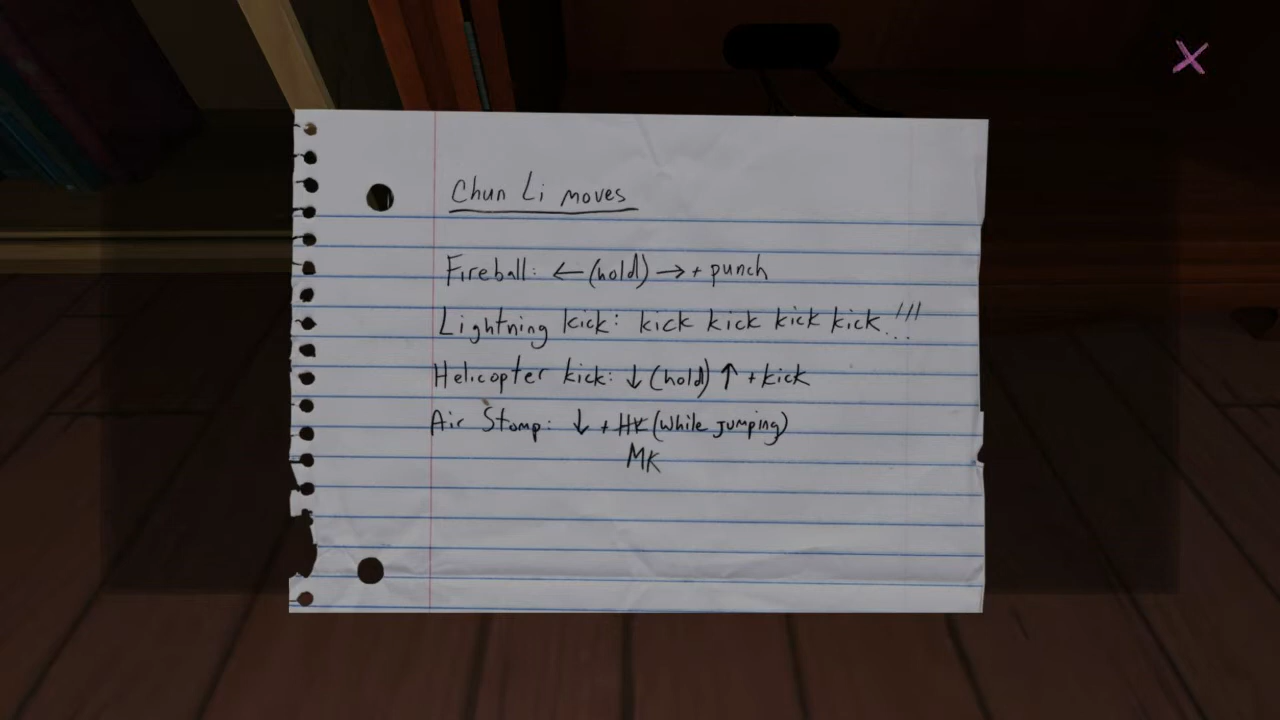 Chun Li moves
Fireball: ← (hold) → + punch
Lightning kick: kick kick kick kick...!!!
Helicopter kick: ↓ (hold) ↑ + kick
Air Stomp: ↓ + HK (while jumping)
MK